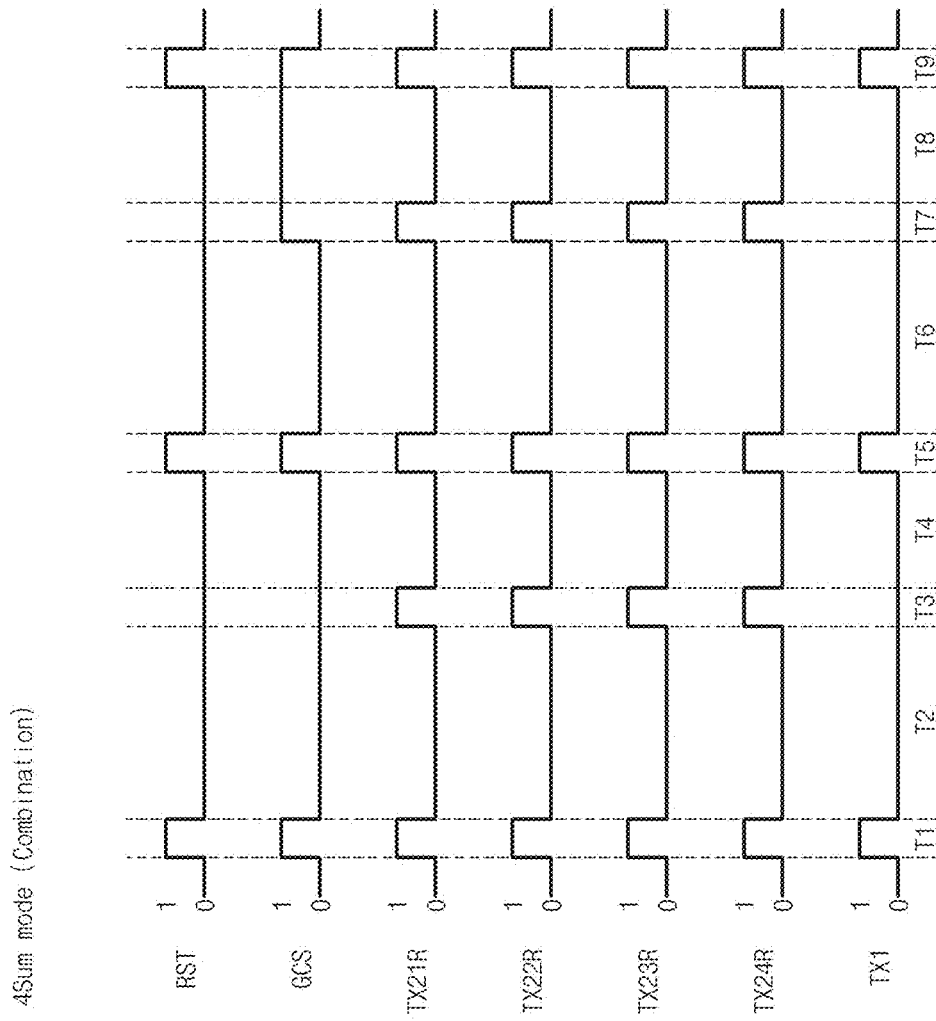 4Sum mode (Combination)
RST 1 0
GCS 1 0
TX21R 1 0
TX22R 1 0
TX23R 1 0
TX24R 1 0
TX1 1 0
T1 T2 T3 T4 T5 T6 T7 T8 T9